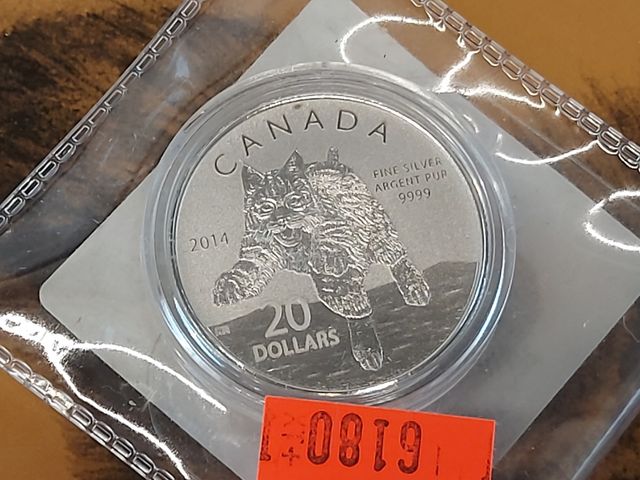 CANADA
FINE SILVER
ARGENT PUR
9999
2014
20
DOLLARS
0819